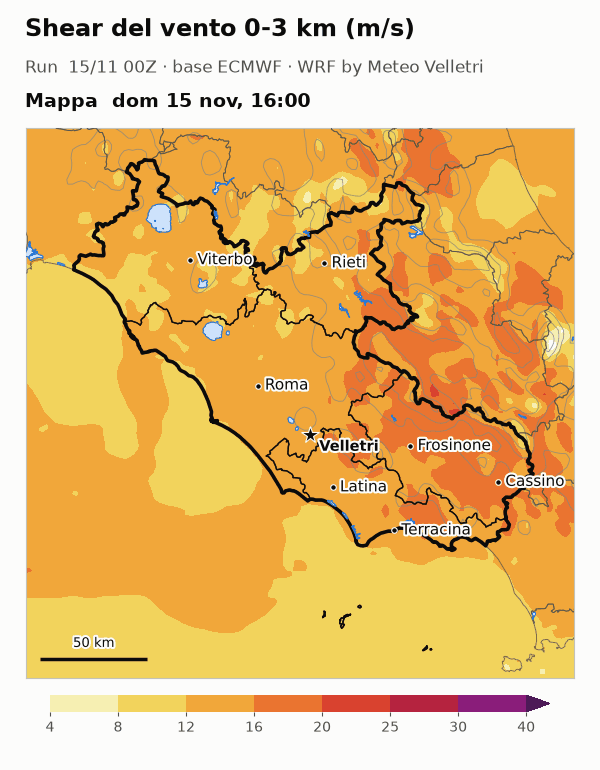 Shear del vento 0-3 km (m/s)
Run  15/11 00Z · base ECMWF · WRF by Meteo Velletri
Mappa  dom 15 nov, 16:00
Viterbo
Rieti
Roma
Velletri
Frosinone
Latina
Cassino
Terracina
50 km
4 8 12 16 20 25 30 40